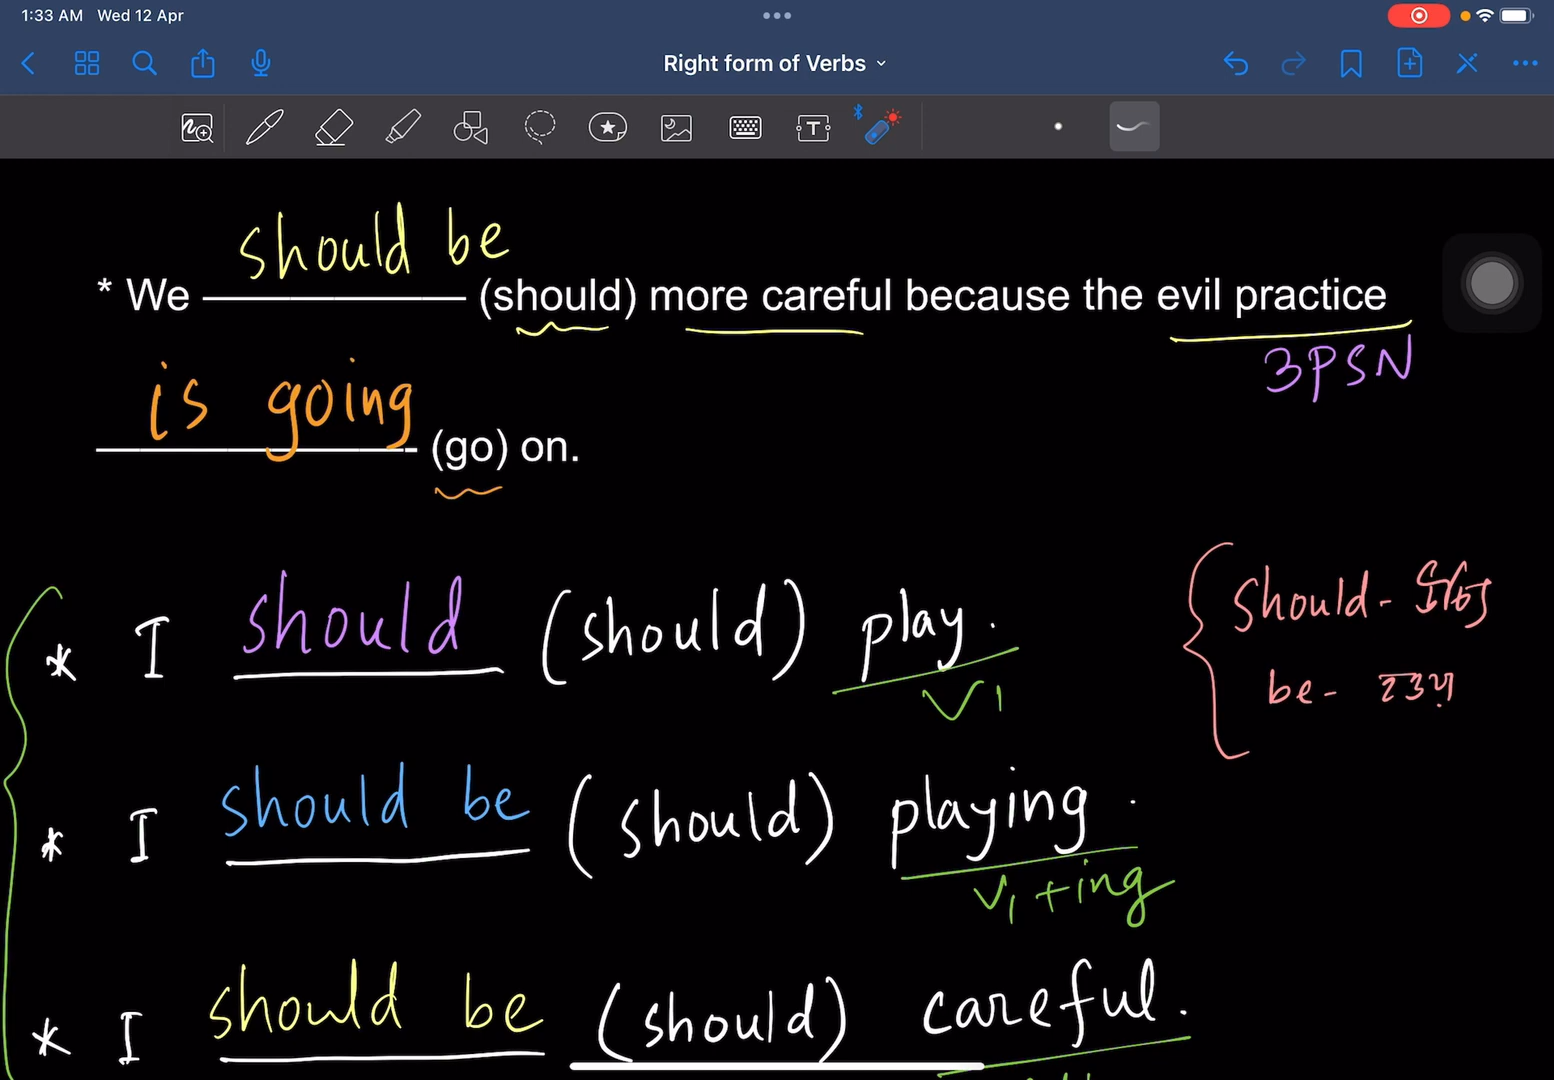 1:33 AM Wed 12 Apr
Right form of Verbs
should be
* We (should) more careful because the evil practice
3PSN
is going
(go) on.
* I should (should) play.
V1
should - উচিত
be - হওয়া
* I should be (should) playing.
V1 + ing
* I should be (should) careful.